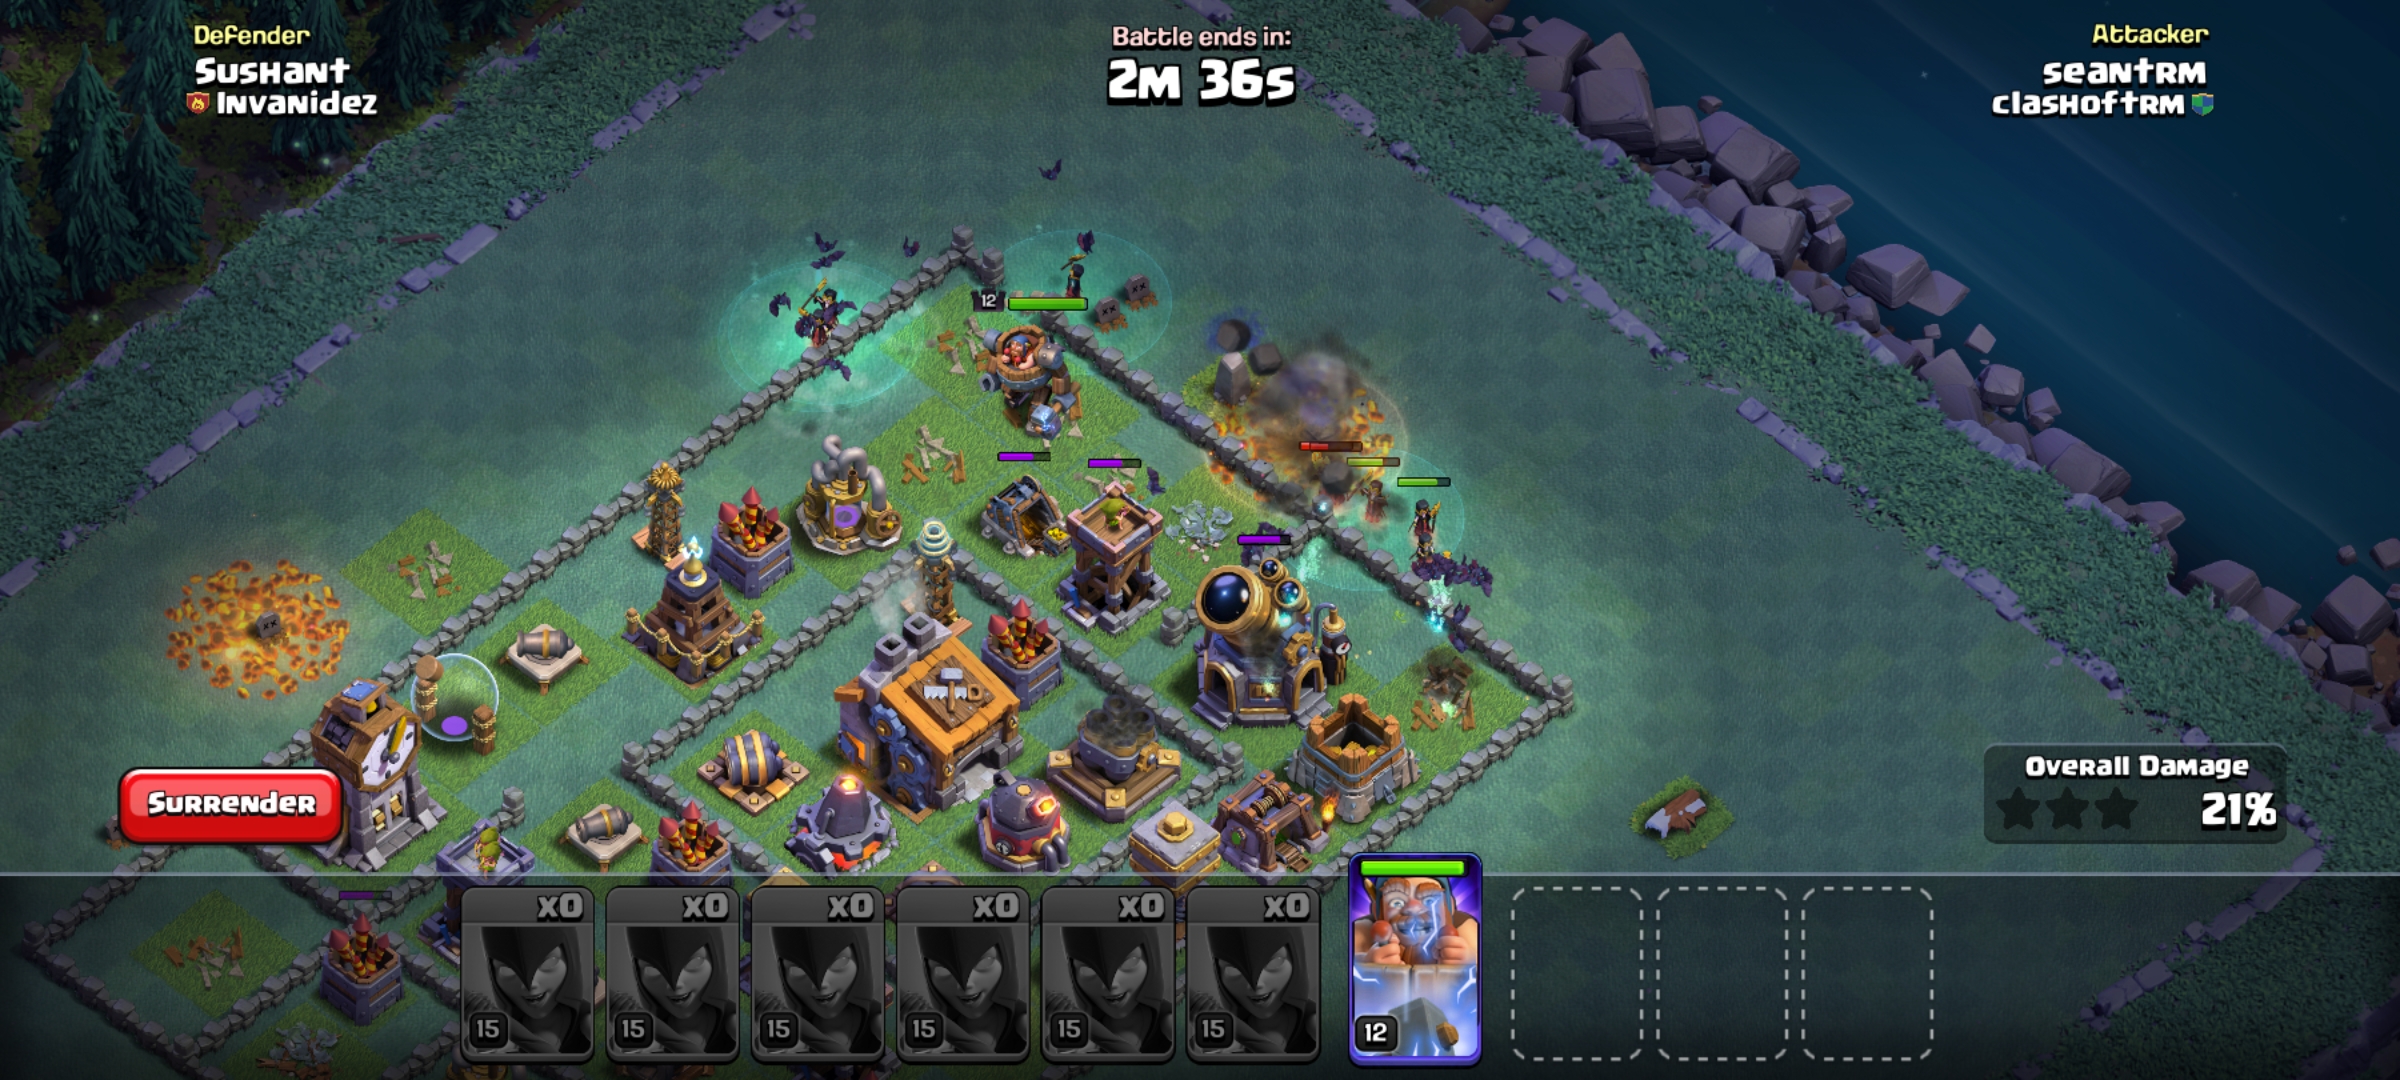 Defender
Sushant
Invanidez
Battle ends in:
2M 36s
Attacker
seantRM
clashoftRM
12
Surrender
Overall Damage
21%
x0
x0
x0
x0
x0
x0
15
15
15
15
15
15
12